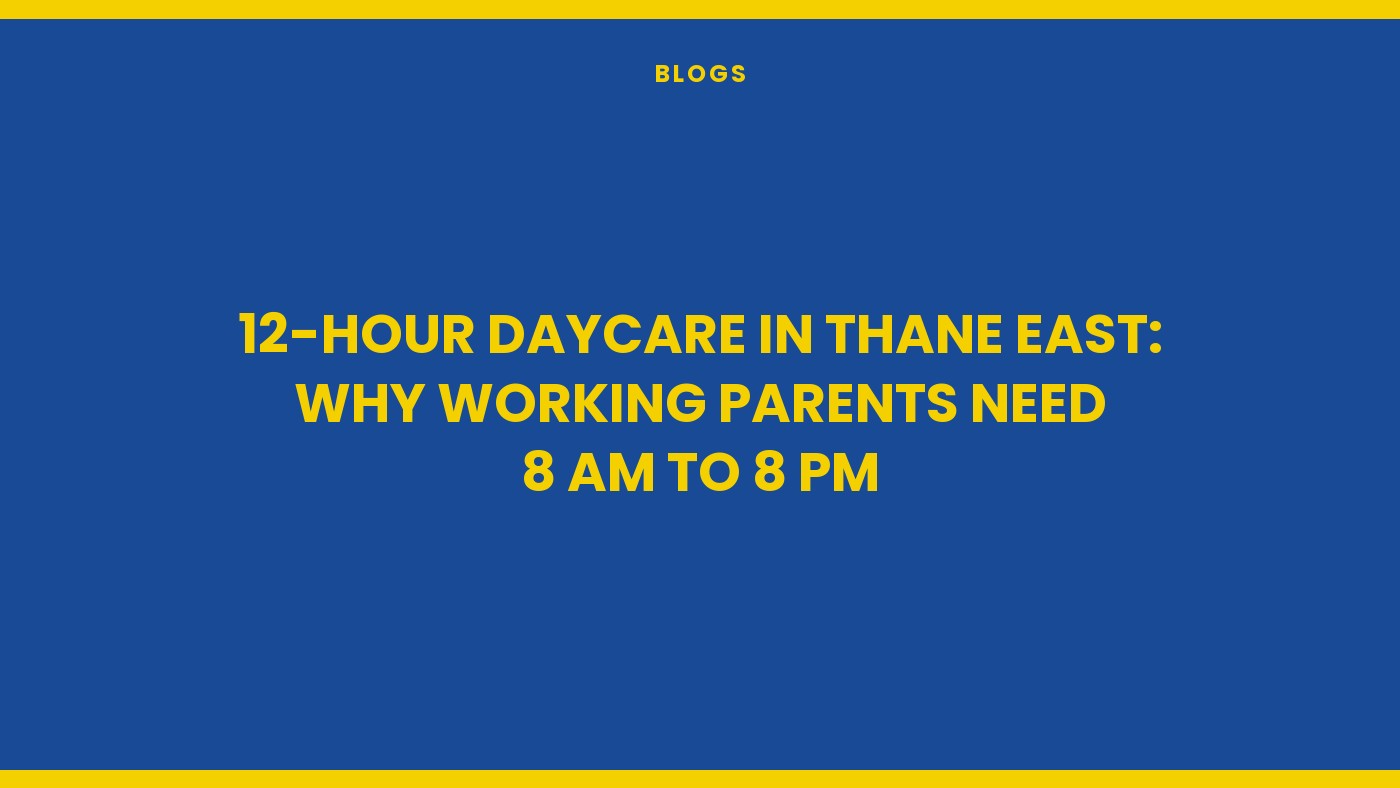 BLOGS
12-HOUR DAYCARE IN THANE EAST:
WHY WORKING PARENTS NEED
8 AM TO 8 PM